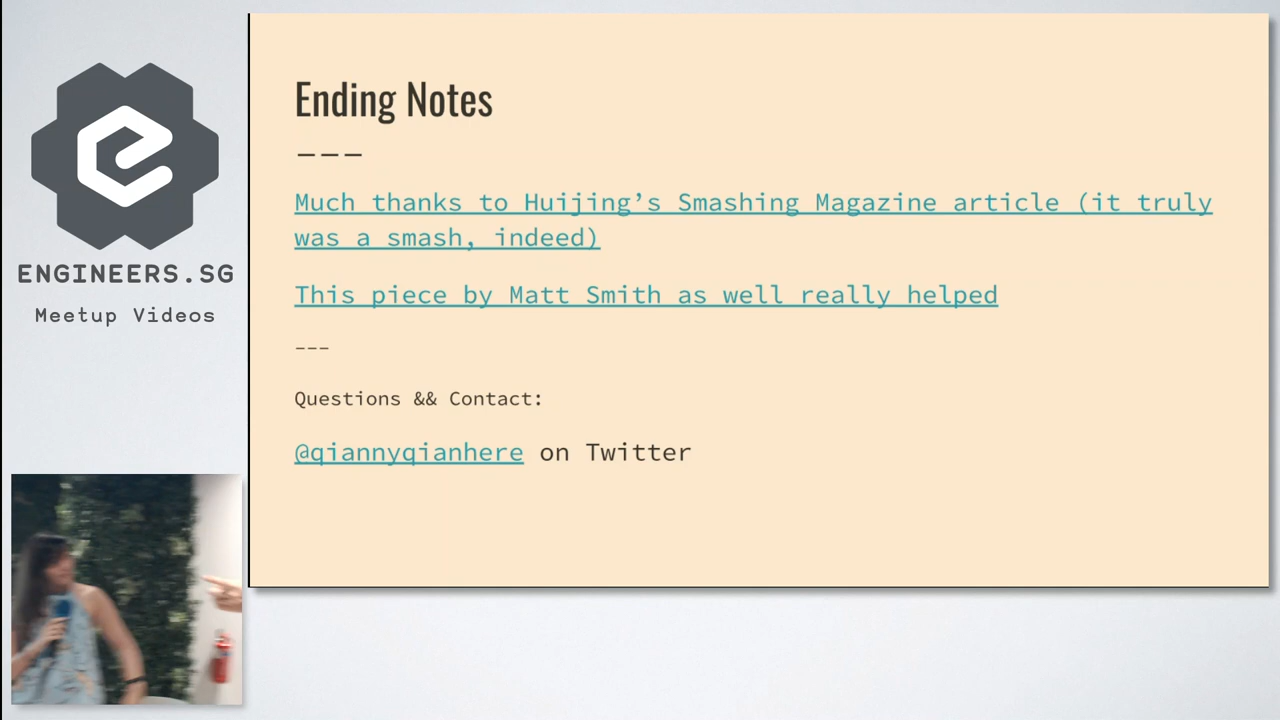 ENGINEERS.SG
Meetup Videos
Ending Notes
---
Much thanks to Huijing’s Smashing Magazine article (it truly
was a smash, indeed)
This piece by Matt Smith as well really helped
---
Questions && Contact:
@qiannyqianhere on Twitter